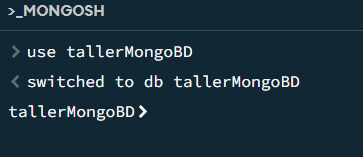 >_MONGOSH
> use tallerMongoBD
< switched to db tallerMongoBD
tallerMongoBD>